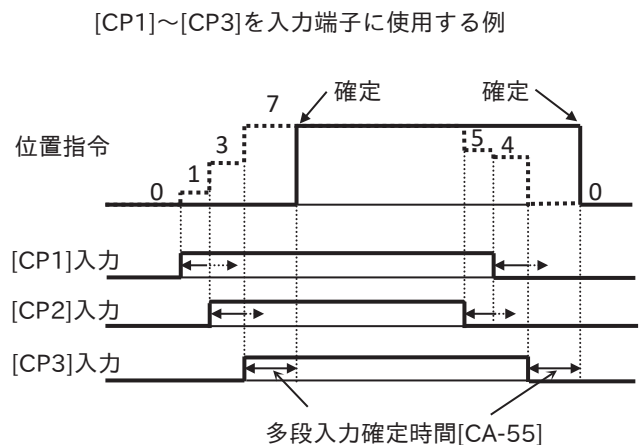 [CP1]～[CP3]を入力端子に使用する例
確定
確定
7
3
1
0
5
4
0
位置指令
[CP1]入力
[CP2]入力
[CP3]入力
多段入力確定時間[CA-55]